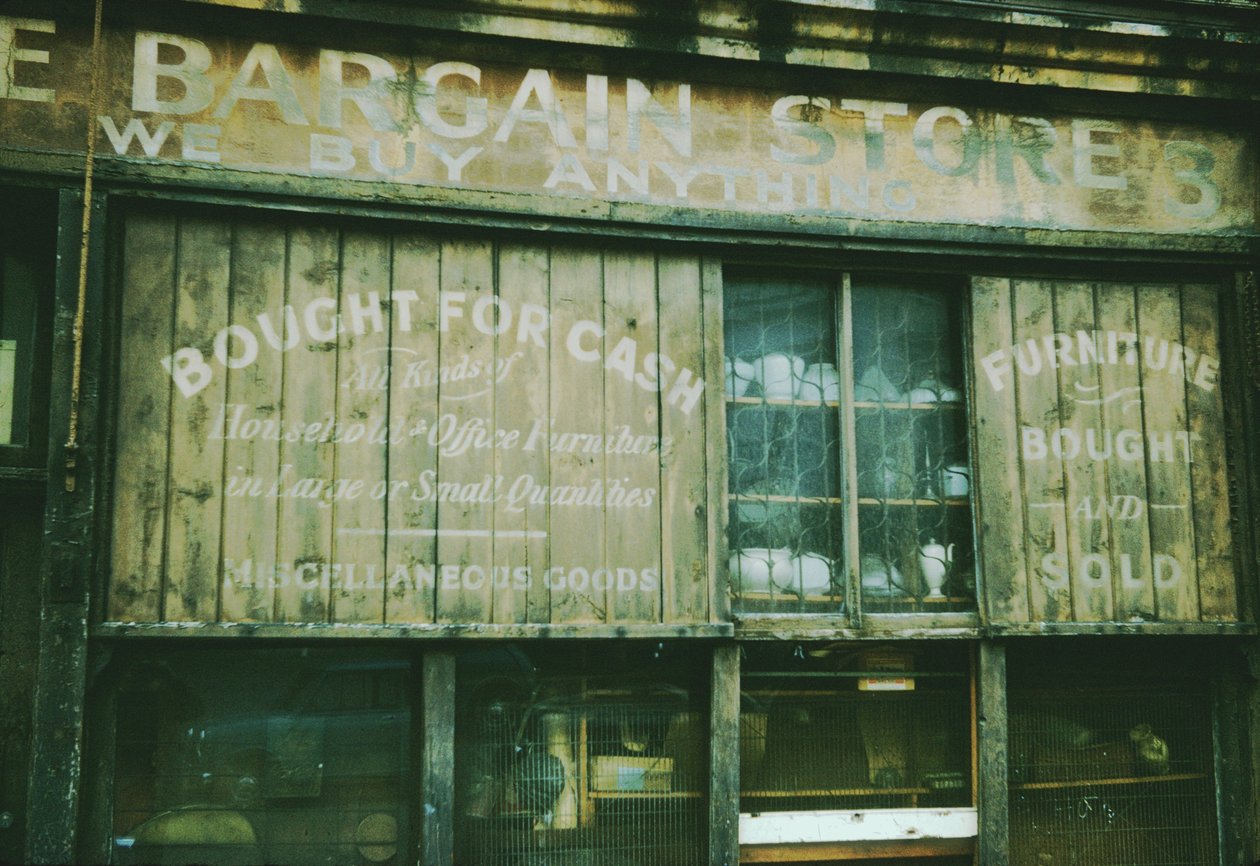 E BARGAIN STORE 3
WE BUY ANYTHING
BOUGHT FOR CASH
All Kinds of
Household & Office Furniture
in Large or Small Quantities
MISCELLANEOUS GOODS
FURNITURE
BOUGHT
AND
SOLD